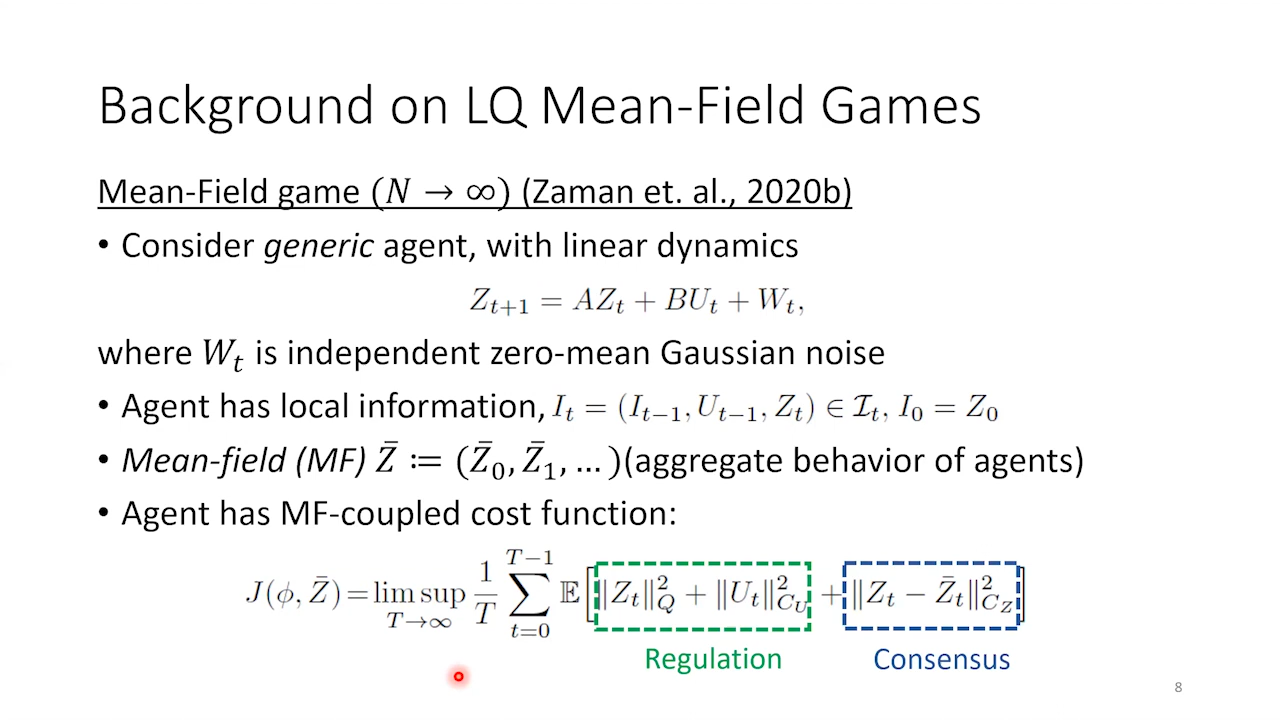 Background on LQ Mean-Field Games
Mean-Field game (N → ∞) (Zaman et. al., 2020b)
• Consider generic agent, with linear dynamics
Z_{t+1} = AZ_t + BU_t + W_t,
where W_t is independent zero-mean Gaussian noise
• Agent has local information, I_t = (I_{t−1}, U_{t−1}, Z_t) ∈ ℐ_t, I_0 = Z_0
• Mean-field (MF) Z̄ ≔ (Z̄_0, Z̄_1, … )(aggregate behavior of agents)
• Agent has MF-coupled cost function:
J(ϕ, Z̄) = lim sup_{T→∞} 1/T ∑_{t=0}^{T−1} 𝔼[‖Z_t‖²_Q + ‖U_t‖²_{C_U} + ‖Z_t − Z̄_t‖²_{C_Z}]
Regulation Consensus
8